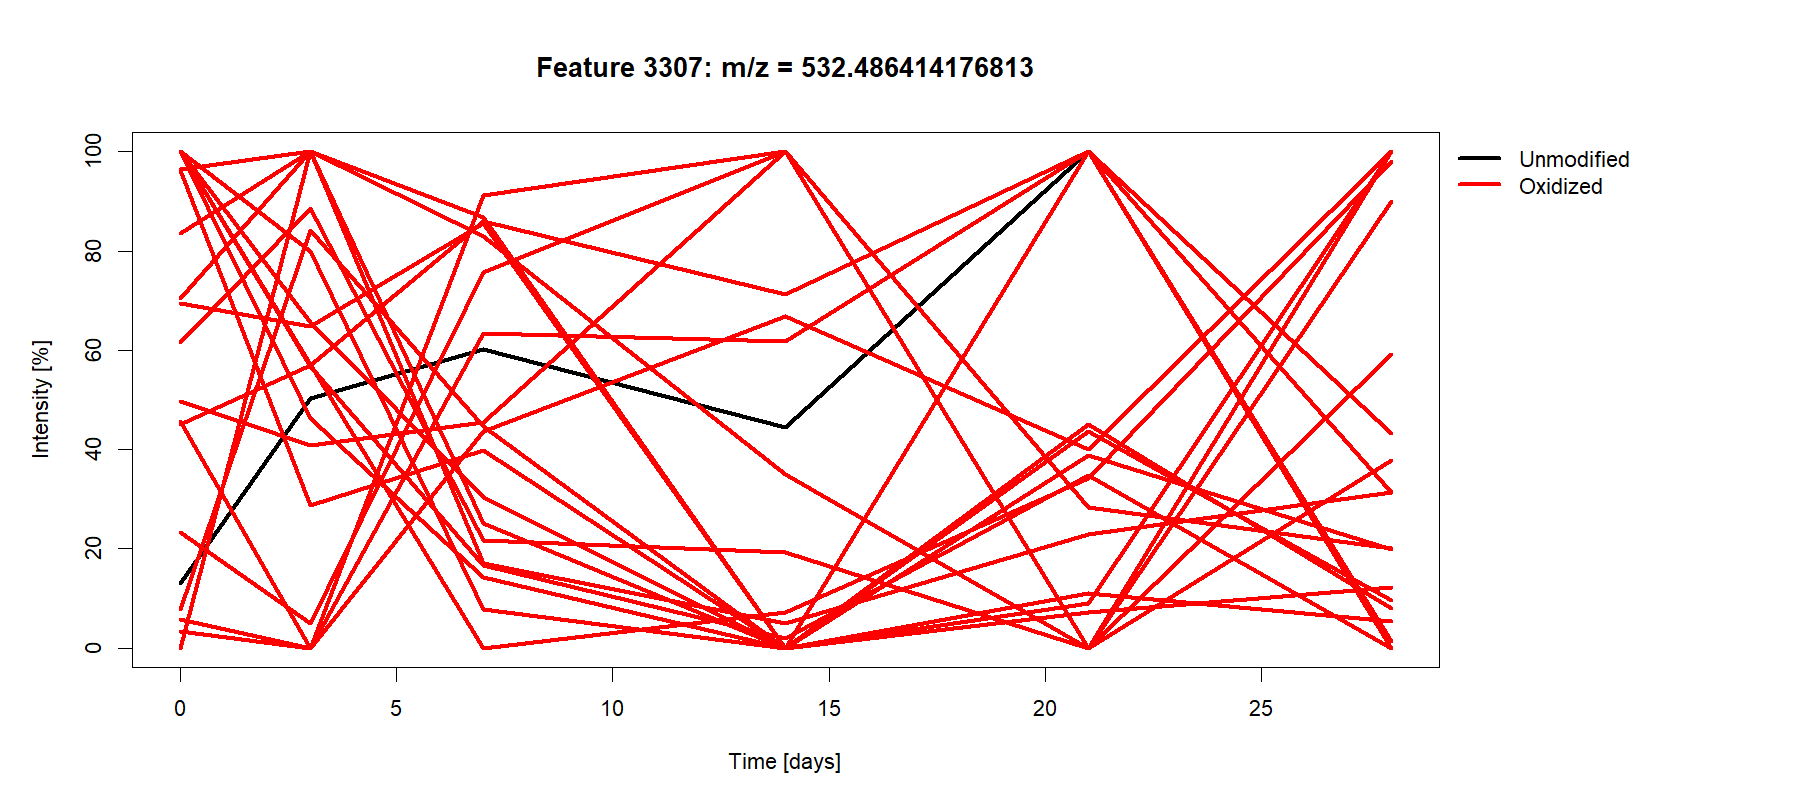 Feature 3307: m/z = 532.486414176813
Unmodified
Oxidized
Intensity [%]
100
80
60
40
20
0
0 5 10 15 20 25
Time [days]